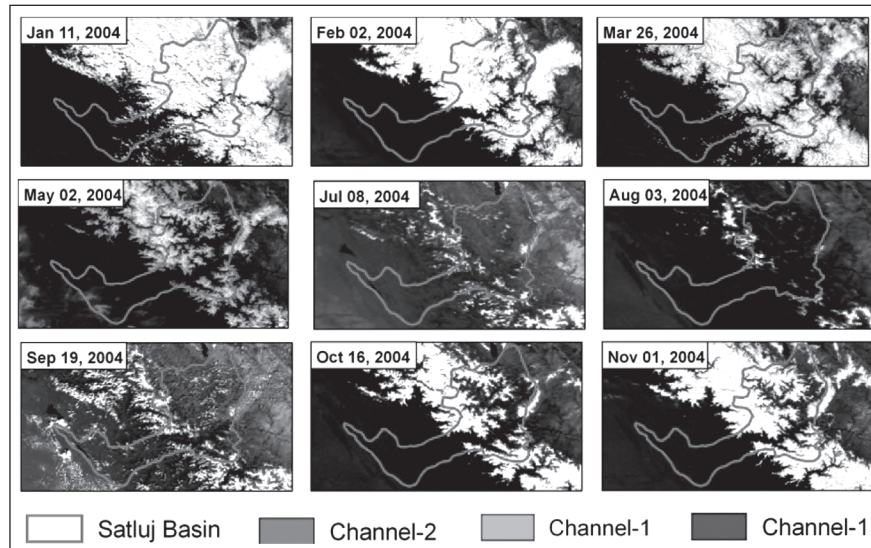 Jan 11, 2004
Feb 02, 2004
Mar 26, 2004
May 02, 2004
Jul 08, 2004
Aug 03, 2004
Sep 19, 2004
Oct 16, 2004
Nov 01, 2004
Satluj Basin
Channel-2
Channel-1
Channel-1